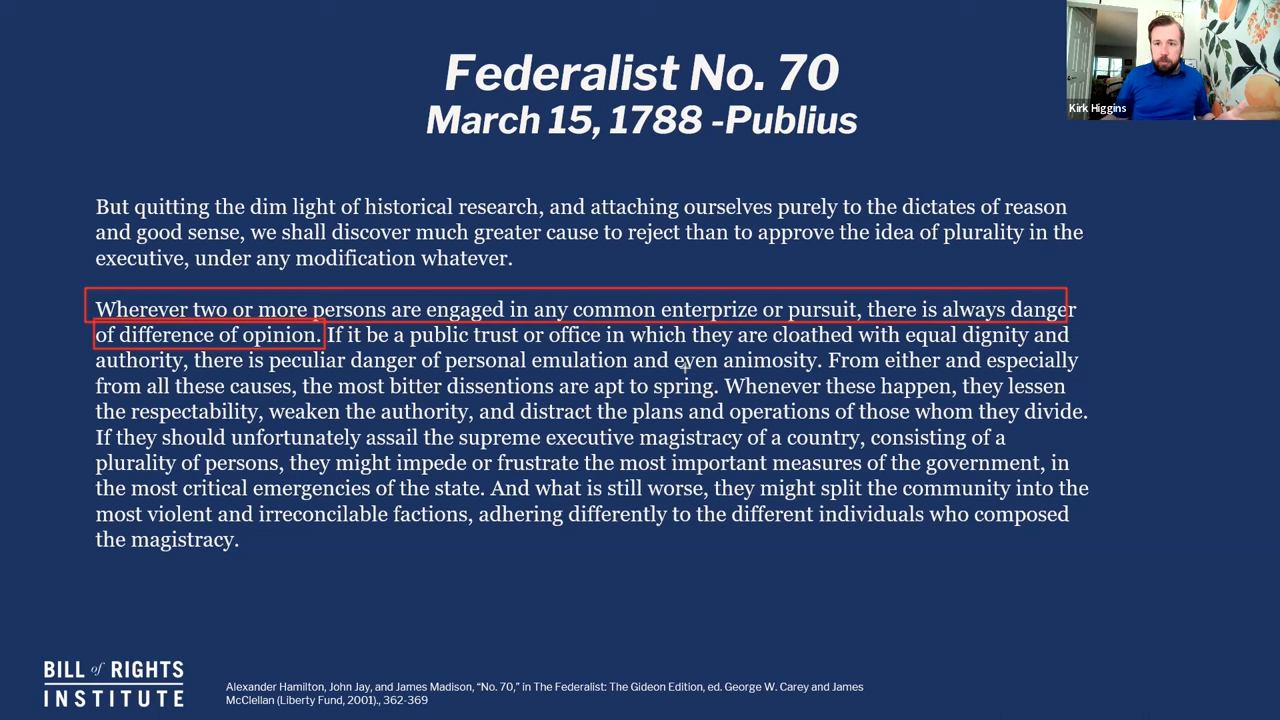 Federalist No. 70
March 15, 1788 -Publius
Kirk Higgins
But quitting the dim light of historical research, and attaching ourselves purely to the dictates of reason
and good sense, we shall discover much greater cause to reject than to approve the idea of plurality in the
executive, under any modification whatever.
Wherever two or more persons are engaged in any common enterprize or pursuit, there is always danger
of difference of opinion. If it be a public trust or office in which they are cloathed with equal dignity and
authority, there is peculiar danger of personal emulation and even animosity. From either and especially
from all these causes, the most bitter dissentions are apt to spring. Whenever these happen, they lessen
the respectability, weaken the authority, and distract the plans and operations of those whom they divide.
If they should unfortunately assail the supreme executive magistracy of a country, consisting of a
plurality of persons, they might impede or frustrate the most important measures of the government, in
the most critical emergencies of the state. And what is still worse, they might split the community into the
most violent and irreconcilable factions, adhering differently to the different individuals who composed
the magistracy.
BILL of RIGHTS
INSTITUTE
Alexander Hamilton, John Jay, and James Madison, “No. 70,” in The Federalist: The Gideon Edition, ed. George W. Carey and James
McClellan (Liberty Fund, 2001)., 362-369